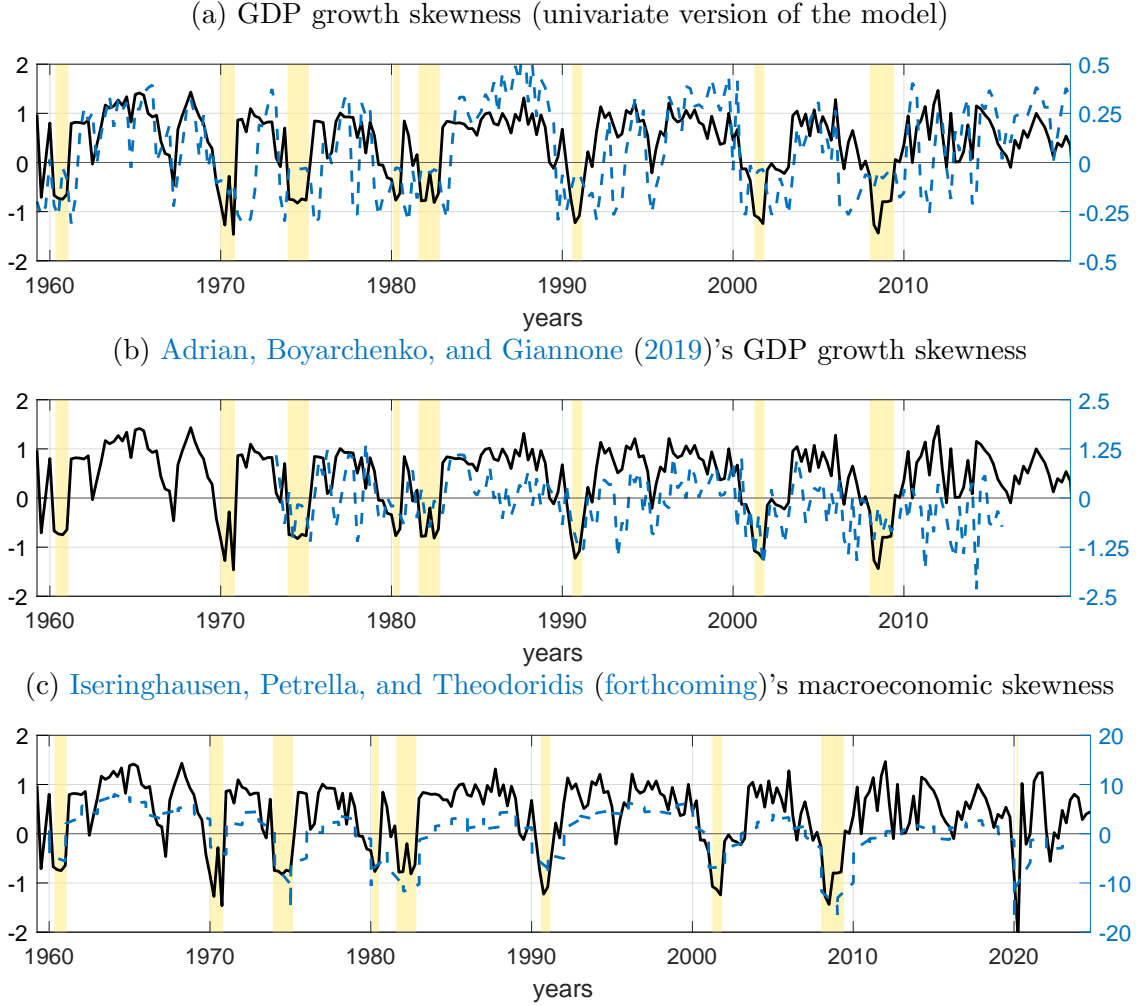 (a) GDP growth skewness (univariate version of the model)
2 0.5
1 0.25
0 0
-1 -0.25
-2 -0.5
1960 1970 1980 1990 2000 2010
years
(b) Adrian, Boyarchenko, and Giannone (2019)'s GDP growth skewness
2 2.5
1 1.25
0 0
-1 -1.25
-2 -2.5
1960 1970 1980 1990 2000 2010
years
(c) Iseringhausen, Petrella, and Theodoridis (forthcoming)'s macroeconomic skewness
2 20
1 10
0 0
-1 -10
-2 -20
1960 1970 1980 1990 2000 2010 2020
years